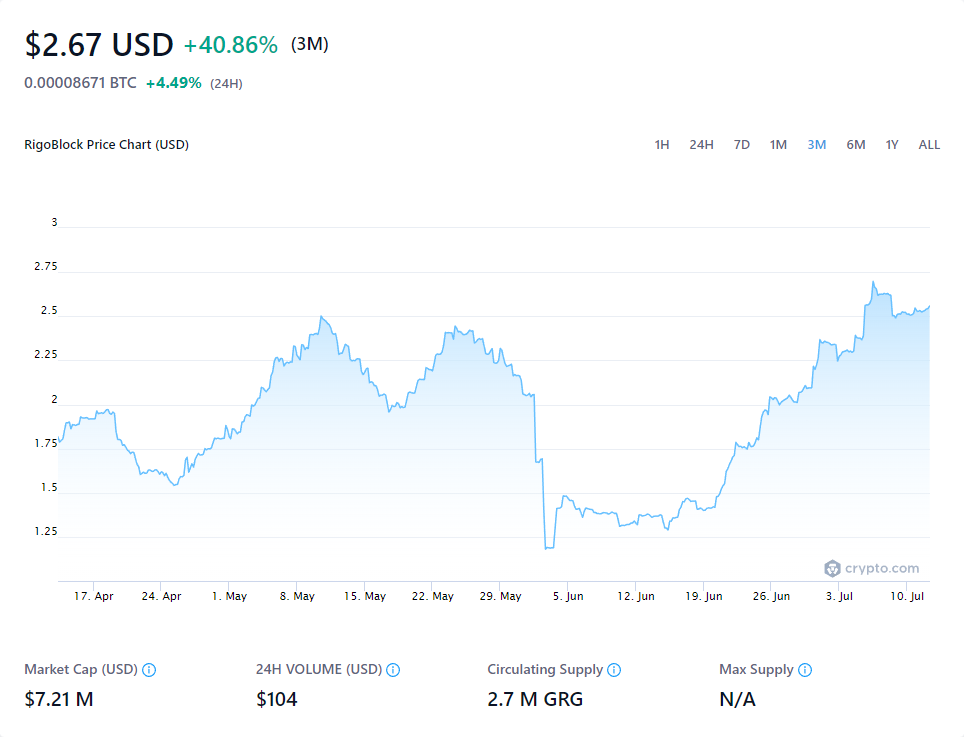 $2.67 USD +40.86% (3M)
0.00008671 BTC +4.49% (24H)
RigoBlock Price Chart (USD) 1H 24H 7D 1M 3M 6M 1Y ALL
3
2.75
2.5
2.25
2
1.75
1.5
1.25
crypto.com
17. Apr 24. Apr 1. May 8. May 15. May 22. May 29. May 5. Jun 12. Jun 19. Jun 26. Jun 3. Jul 10. Jul
Market Cap (USD) 24H VOLUME (USD) Circulating Supply Max Supply
$7.21 M $104 2.7 M GRG N/A